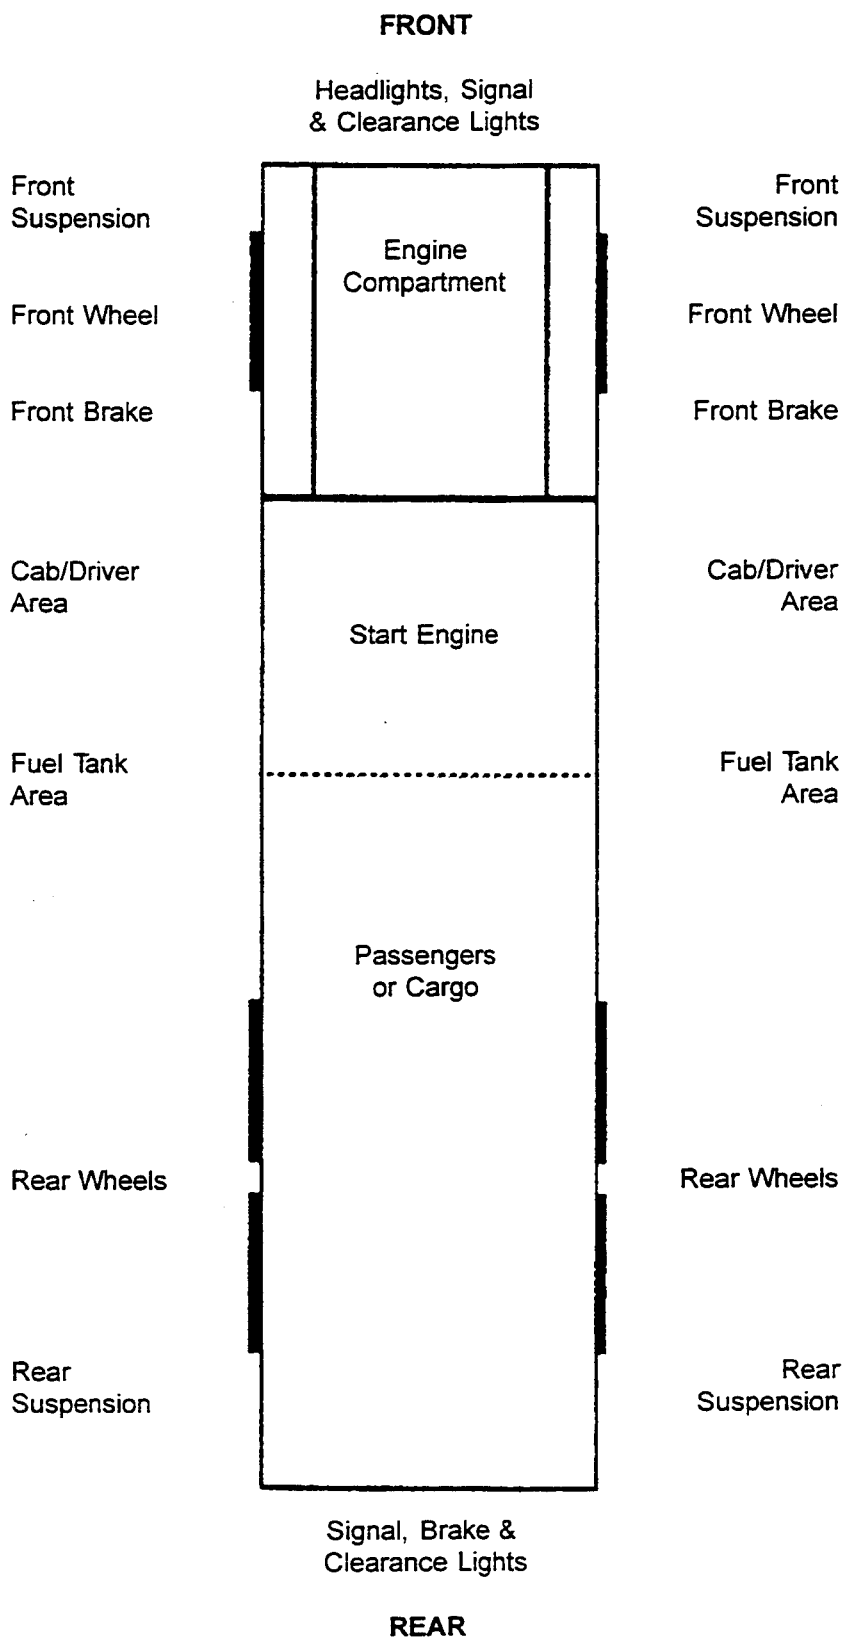 FRONT
Headlights, Signal
& Clearance Lights
Front
Suspension
Front
Suspension
Engine
Compartment
Front Wheel
Front Wheel
Front Brake
Front Brake
Cab/Driver
Area
Cab/Driver
Area
Start Engine
Fuel Tank
Area
Fuel Tank
Area
Passengers
or Cargo
Rear Wheels
Rear Wheels
Rear
Suspension
Rear
Suspension
Signal, Brake &
Clearance Lights
REAR